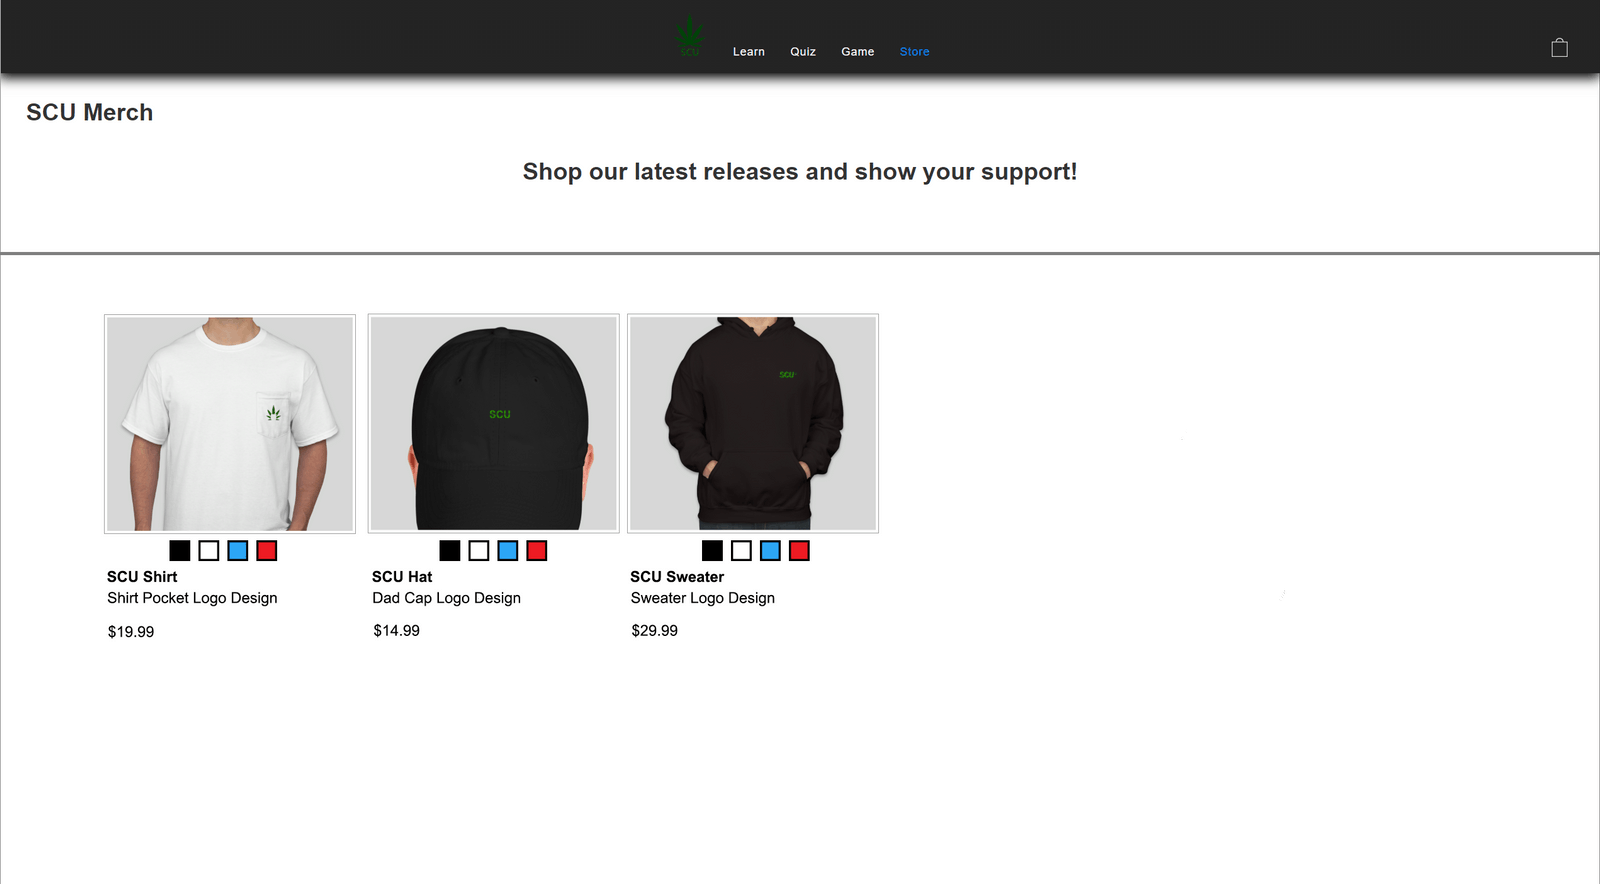 SCU
Learn Quiz Game Store
SCU Merch
Shop our latest releases and show your support!
SCU
SCU
SCU Shirt
Shirt Pocket Logo Design
$19.99
SCU Hat
Dad Cap Logo Design
$14.99
SCU Sweater
Sweater Logo Design
$29.99